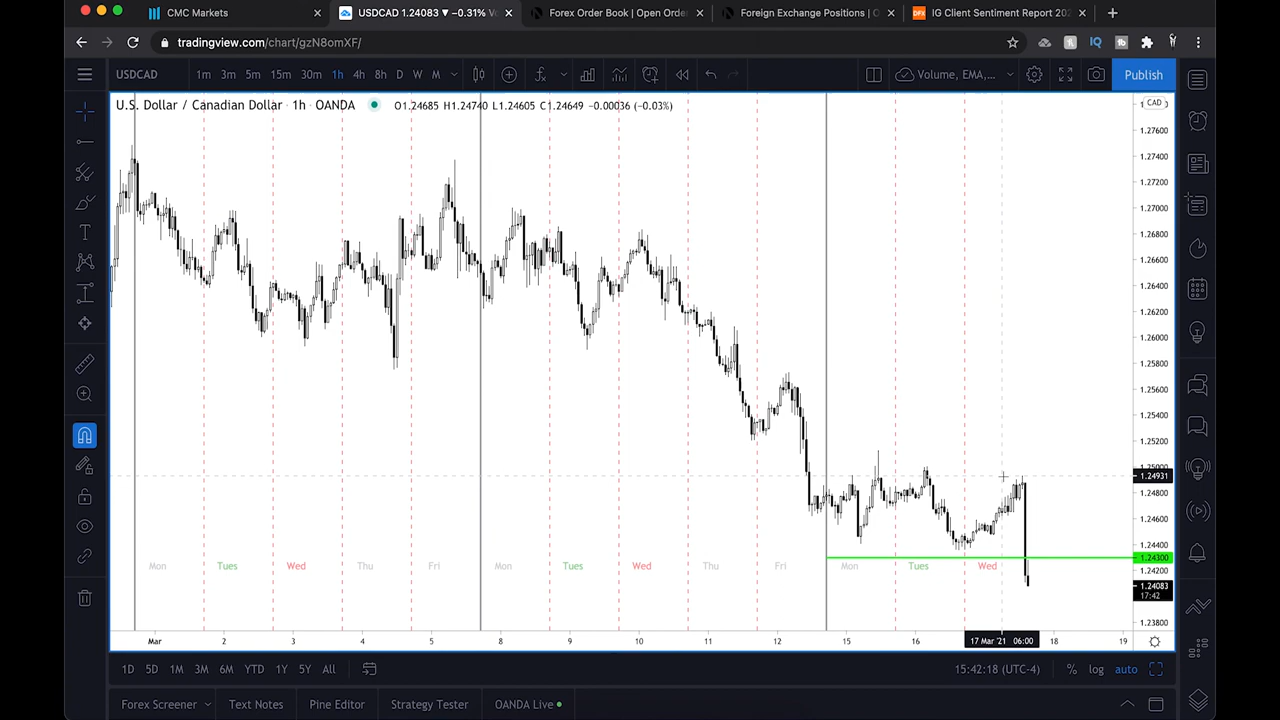 CMC Markets
USDCAD 1.24083 ▼ −0.31%
Forex Order Book | Open Orde
Foreign Exchange Positions | O
DFX IG Client Sentiment Report 202
tradingview.com/chart/gzN8omXF/
USDCAD 1m 3m 5m 15m 30m 1h 4h 8h D W M Volume, EMA,... Publish
U.S. Dollar / Canadian Dollar · 1h · OANDA O1.24685 H1.24740 L1.24605 C1.24649 −0.00036 (−0.03%)
CAD
1.27600
1.27400
1.27200
1.27000
1.26800
1.26600
1.26400
1.26200
1.26000
1.25800
1.25600
1.25400
1.25200
1.25000
1.24931
1.24800
1.24600
1.24400
1.24300
1.24200
1.24083
17:42
1.23800
Mon Tues Wed Thu Fri Mon Tues Wed Thu Fri Mon Tues Wed
Mar 2 3 4 5 8 9 10 11 12 15 16 17 Mar '21 06:00 18 19
1D 5D 1M 3M 6M YTD 1Y 5Y All 15:42:18 (UTC-4) % log auto
Forex Screener Text Notes Pine Editor Strategy Tester OANDA Live